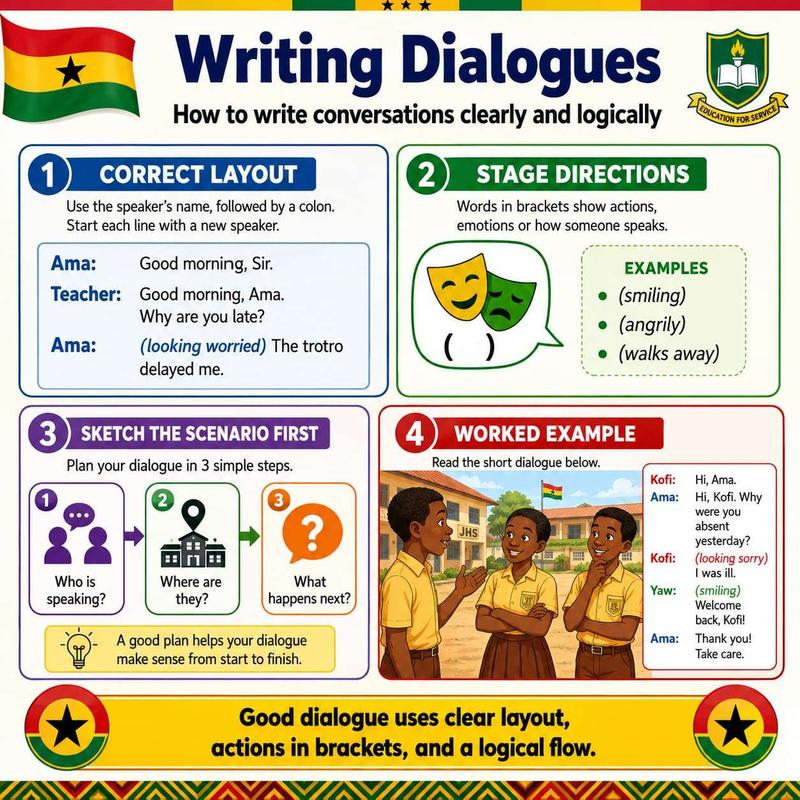 Writing Dialogues
How to write conversations clearly and logically
EDUCATION FOR SERVICE
1 CORRECT LAYOUT
Use the speaker's name, followed by a colon.
Start each line with a new speaker.
Ama: Good morning, Sir.
Teacher: Good morning, Ama.
Why are you late?
Ama: (looking worried) The trotro
delayed me.
2 STAGE DIRECTIONS
Words in brackets show actions,
emotions or how someone speaks.
( )
EXAMPLES
• (smiling)
• (angrily)
• (walks away)
3 SKETCH THE SCENARIO FIRST
Plan your dialogue in 3 simple steps.
1
Who is
speaking?
2
Where are
they?
3
?
What
happens next?
A good plan helps your dialogue
make sense from start to finish.
4 WORKED EXAMPLE
Read the short dialogue below.
JHS
Kofi: Hi, Ama.
Ama: Hi, Kofi. Why
were you
absent
yesterday?
Kofi: (looking sorry)
I was ill.
Yaw: (smiling)
Welcome
back, Kofi!
Ama: Thank you!
Take care.
Good dialogue uses clear layout,
actions in brackets, and a logical flow.